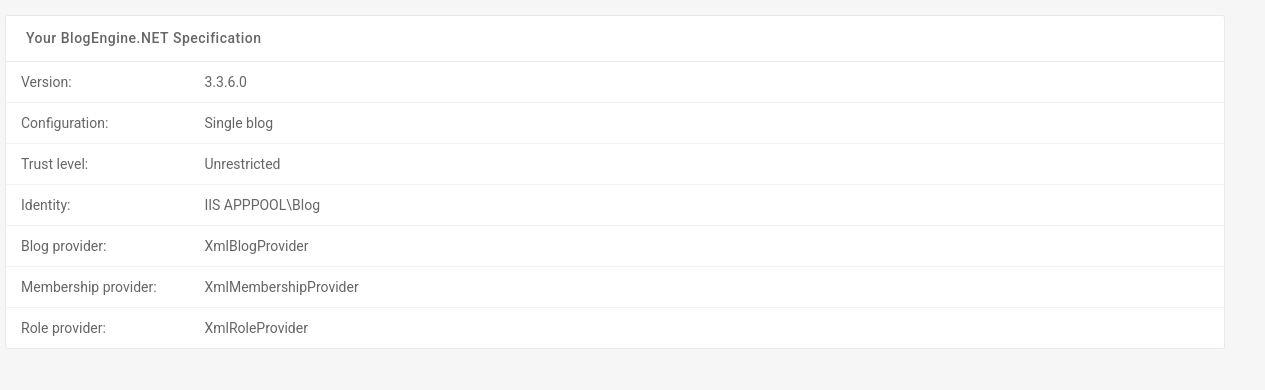 Your BlogEngine.NET Specification
Version: 3.3.6.0
Configuration: Single blog
Trust level: Unrestricted
Identity: IIS APPPOOL\Blog
Blog provider: XmlBlogProvider
Membership provider: XmlMembershipProvider
Role provider: XmlRoleProvider